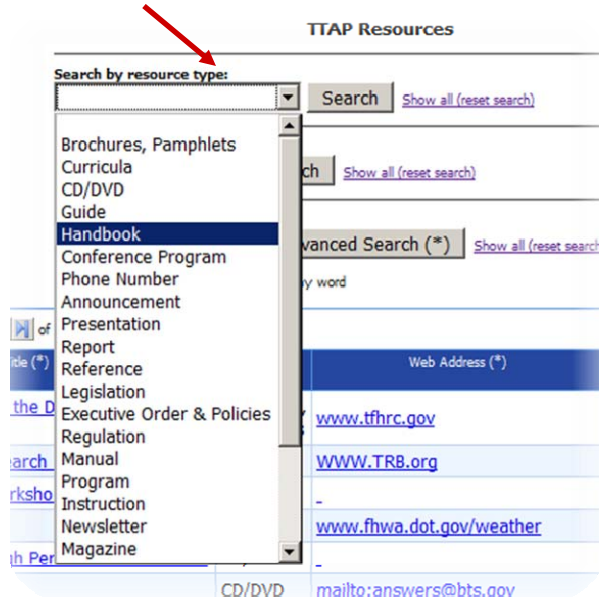 TTAP Resources
Search by resource type:
Search Show all (reset search)
Brochures, Pamphlets
Curricula
CD/DVD
ch Show all (reset search)
Guide
Handbook
vanced Search (*) Show all (reset search
Conference Program
Phone Number
y word
Announcement
Presentation
of
Report
Reference
Web Address (*)
Legislation
the D
Executive Order & Policies
www.tfhrc.gov
Regulation
Manual
earch
WWW.TRB.org
Program
Instruction
rksho
-
Newsletter
www.fhwa.dot.gov/weather
Magazine
gh Per
-
CD/DVD mailto:answers@bts.gov